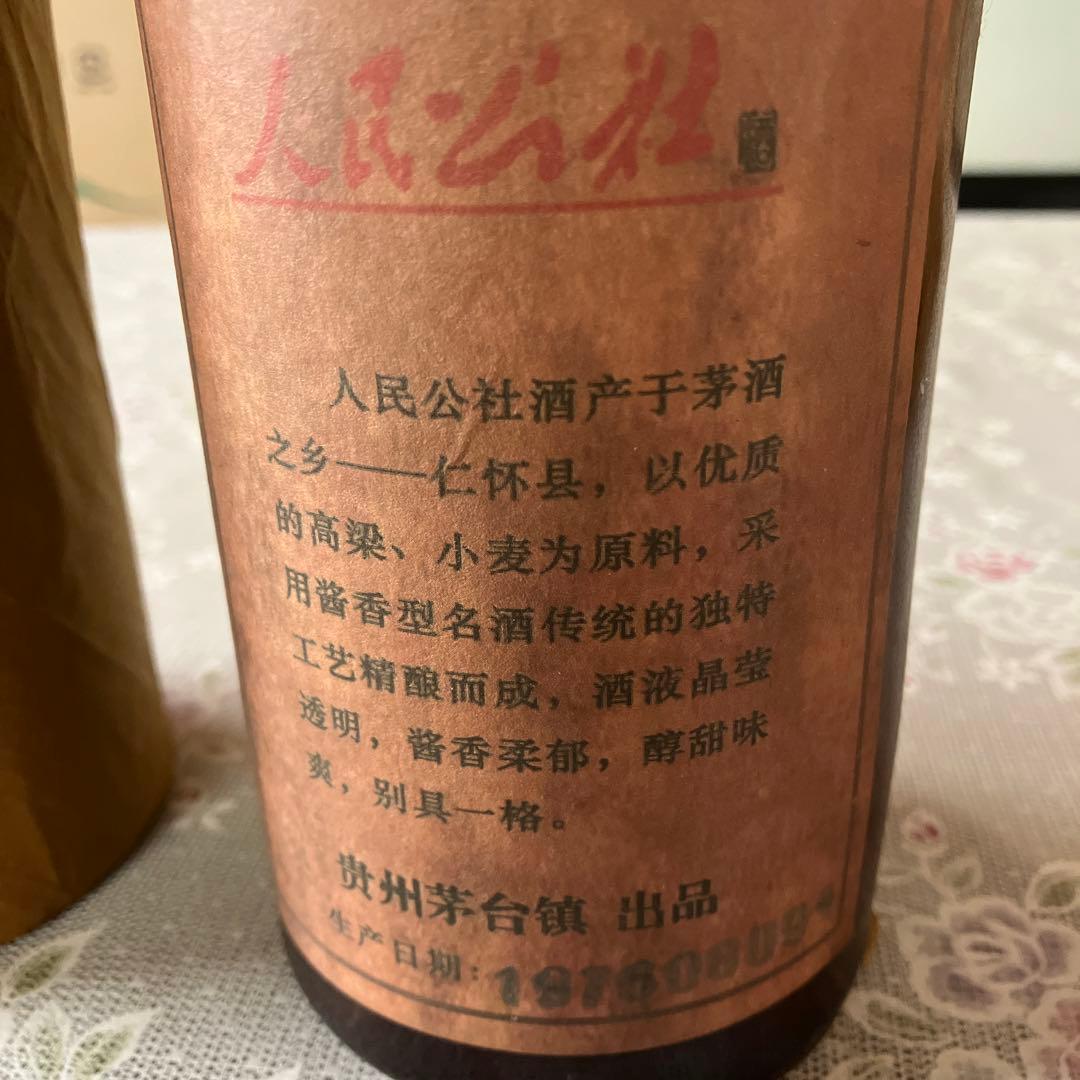 人民公社
人民公社酒产于茅酒
之乡——仁怀县，以优质
的高粱、小麦为原料，采
用酱香型名酒传统的独特
工艺精酿而成，酒液晶莹
透明，酱香柔郁，醇甜味
爽，别具一格。
贵州茅台镇 出品
生产日期：19760809